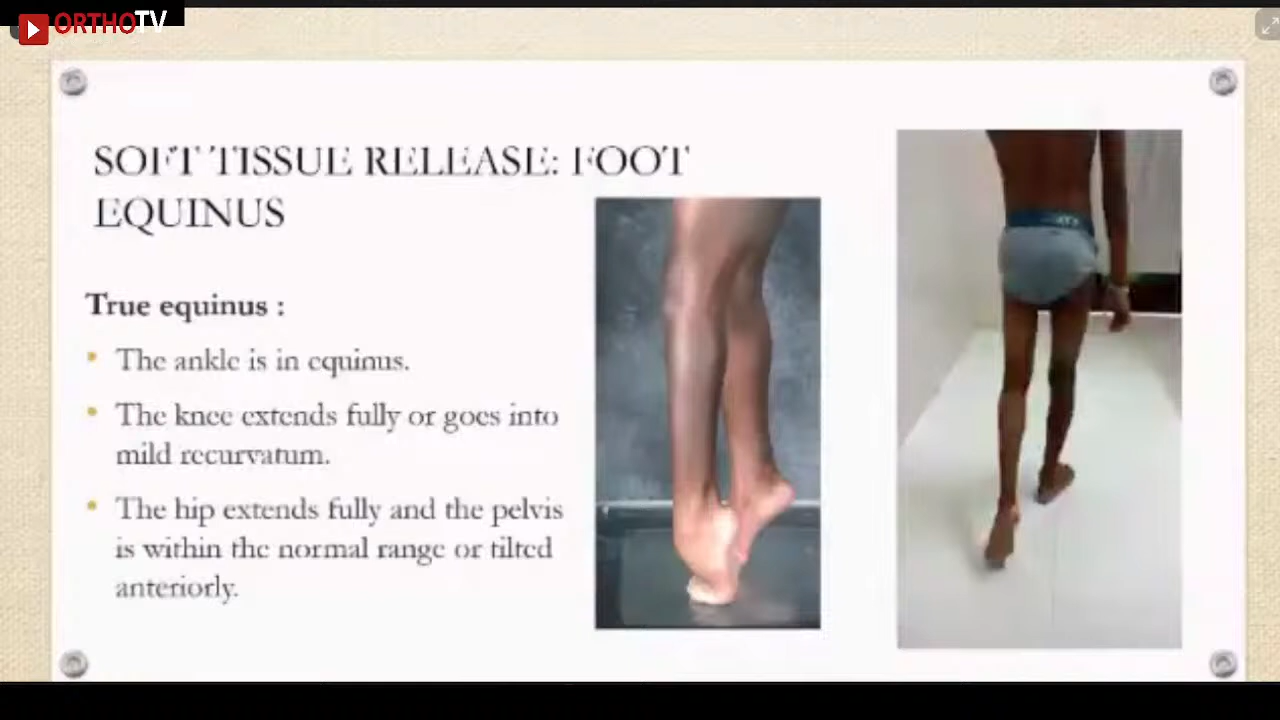 ORTHOTV
SOFT TISSUE RELEASE: FOOT
EQUINUS
True equinus :
• The ankle is in equinus.
• The knee extends fully or goes into
mild recurvatum.
• The hip extends fully and the pelvis
is within the normal range or tilted
anteriorly.